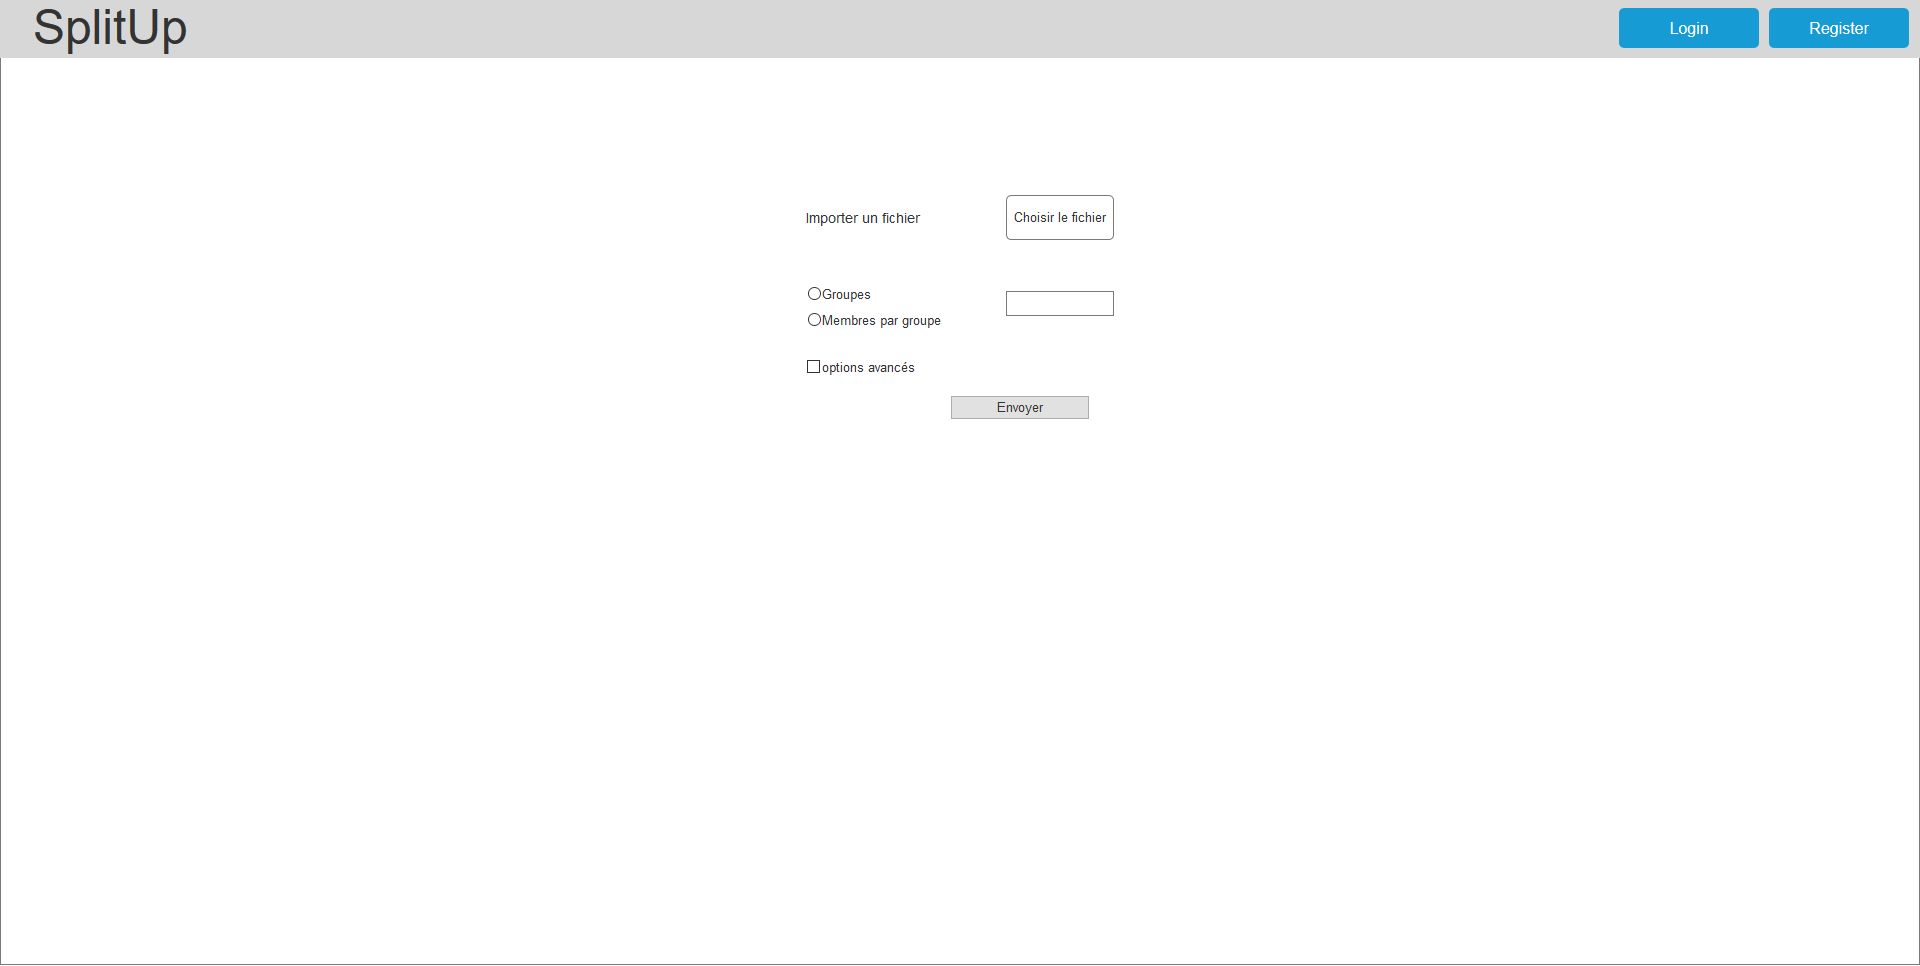 SplitUp
Login
Register
Importer un fichier
Choisir le fichier
Groupes
Membres par groupe
options avancés
Envoyer